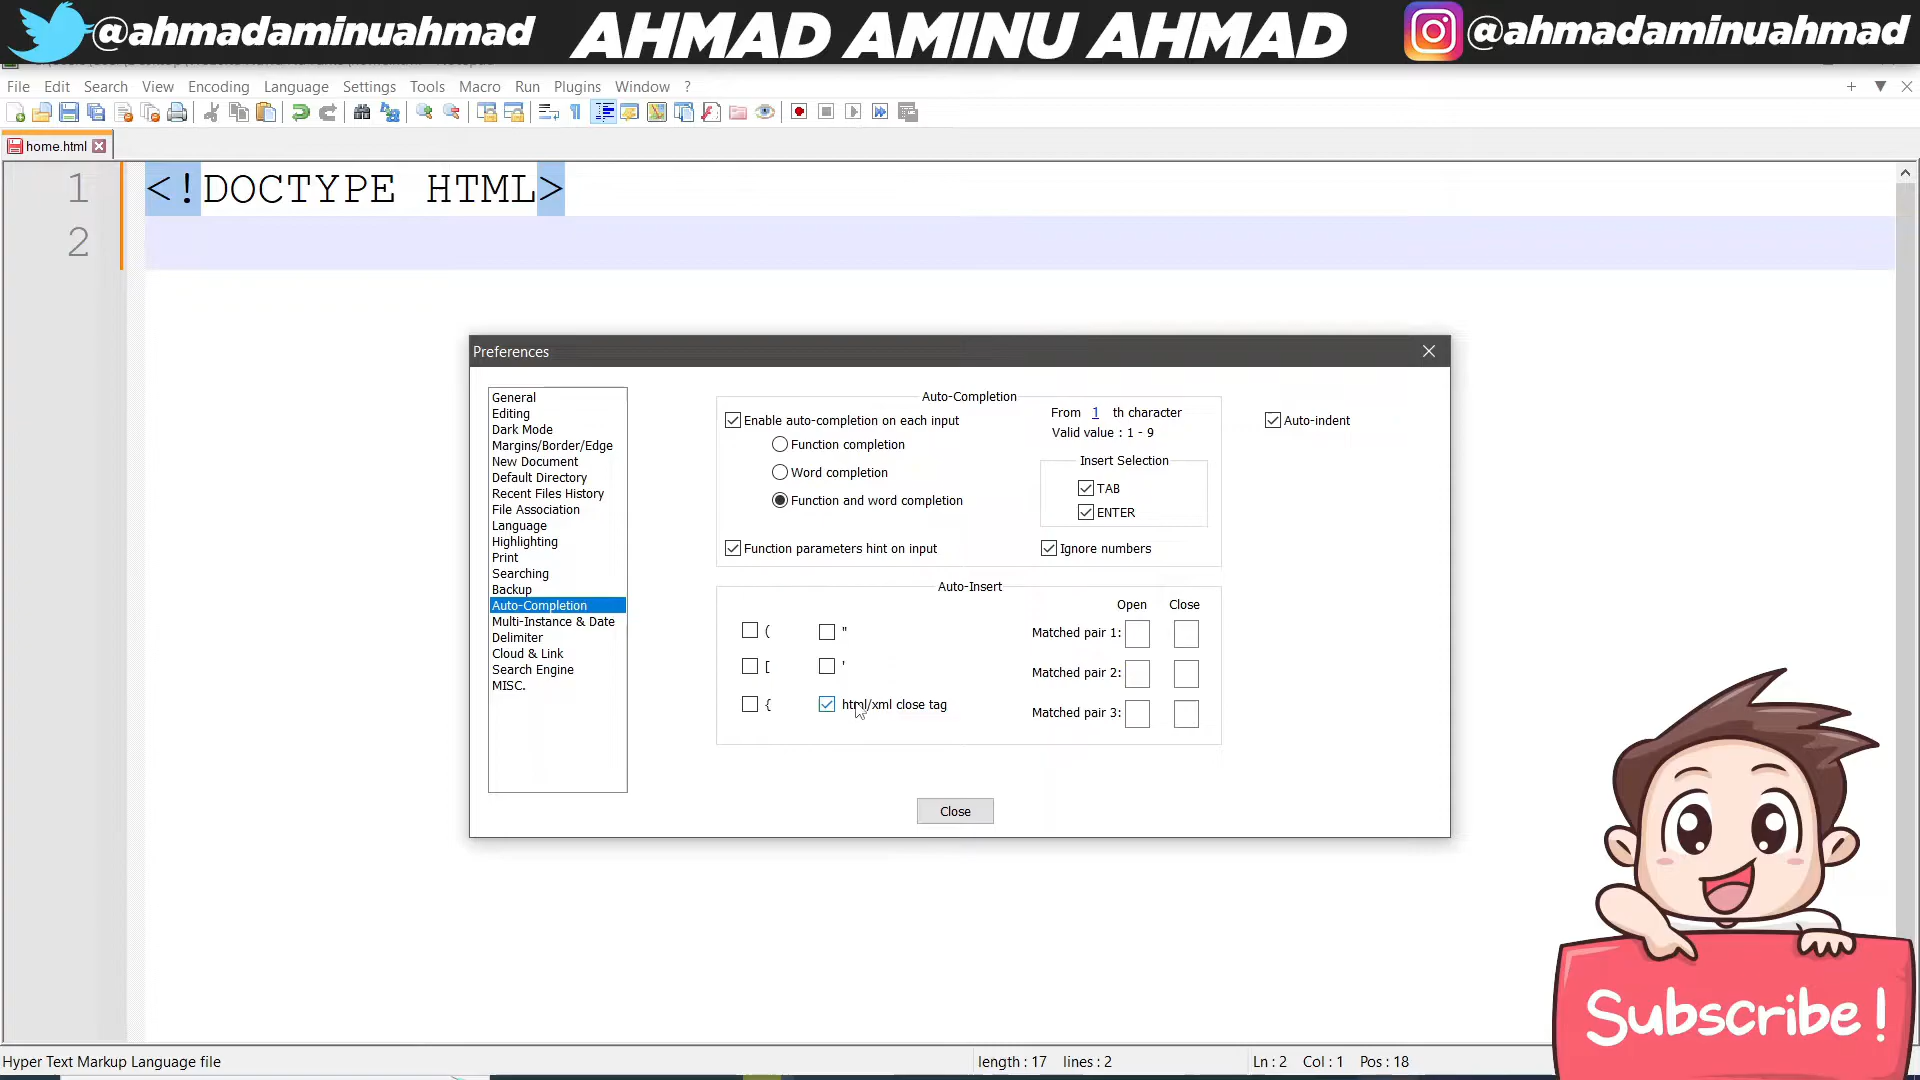 @ahmadaminuahmad AHMAD AMINU AHMAD @ahmadaminuahmad
File Edit Search View Encoding Language Settings Tools Macro Run Plugins Window ?
home.html
1 <!DOCTYPE HTML>
2
Preferences
General
Editing
Dark Mode
Margins/Border/Edge
New Document
Default Directory
Recent Files History
File Association
Language
Highlighting
Print
Searching
Backup
Auto-Completion
Multi-Instance & Date
Delimiter
Cloud & Link
Search Engine
MISC.
Auto-Completion
Enable auto-completion on each input
Function completion
Word completion
Function and word completion
Function parameters hint on input
From 1 th character
Valid value : 1 - 9
Insert Selection
TAB
ENTER
Ignore numbers
Auto-indent
Auto-Insert
( "
[ '
{ html/xml close tag
Open Close
Matched pair 1:
Matched pair 2:
Matched pair 3:
Close
Subscribe !
Hyper Text Markup Language file length : 17 lines : 2 Ln : 2 Col : 1 Pos : 18